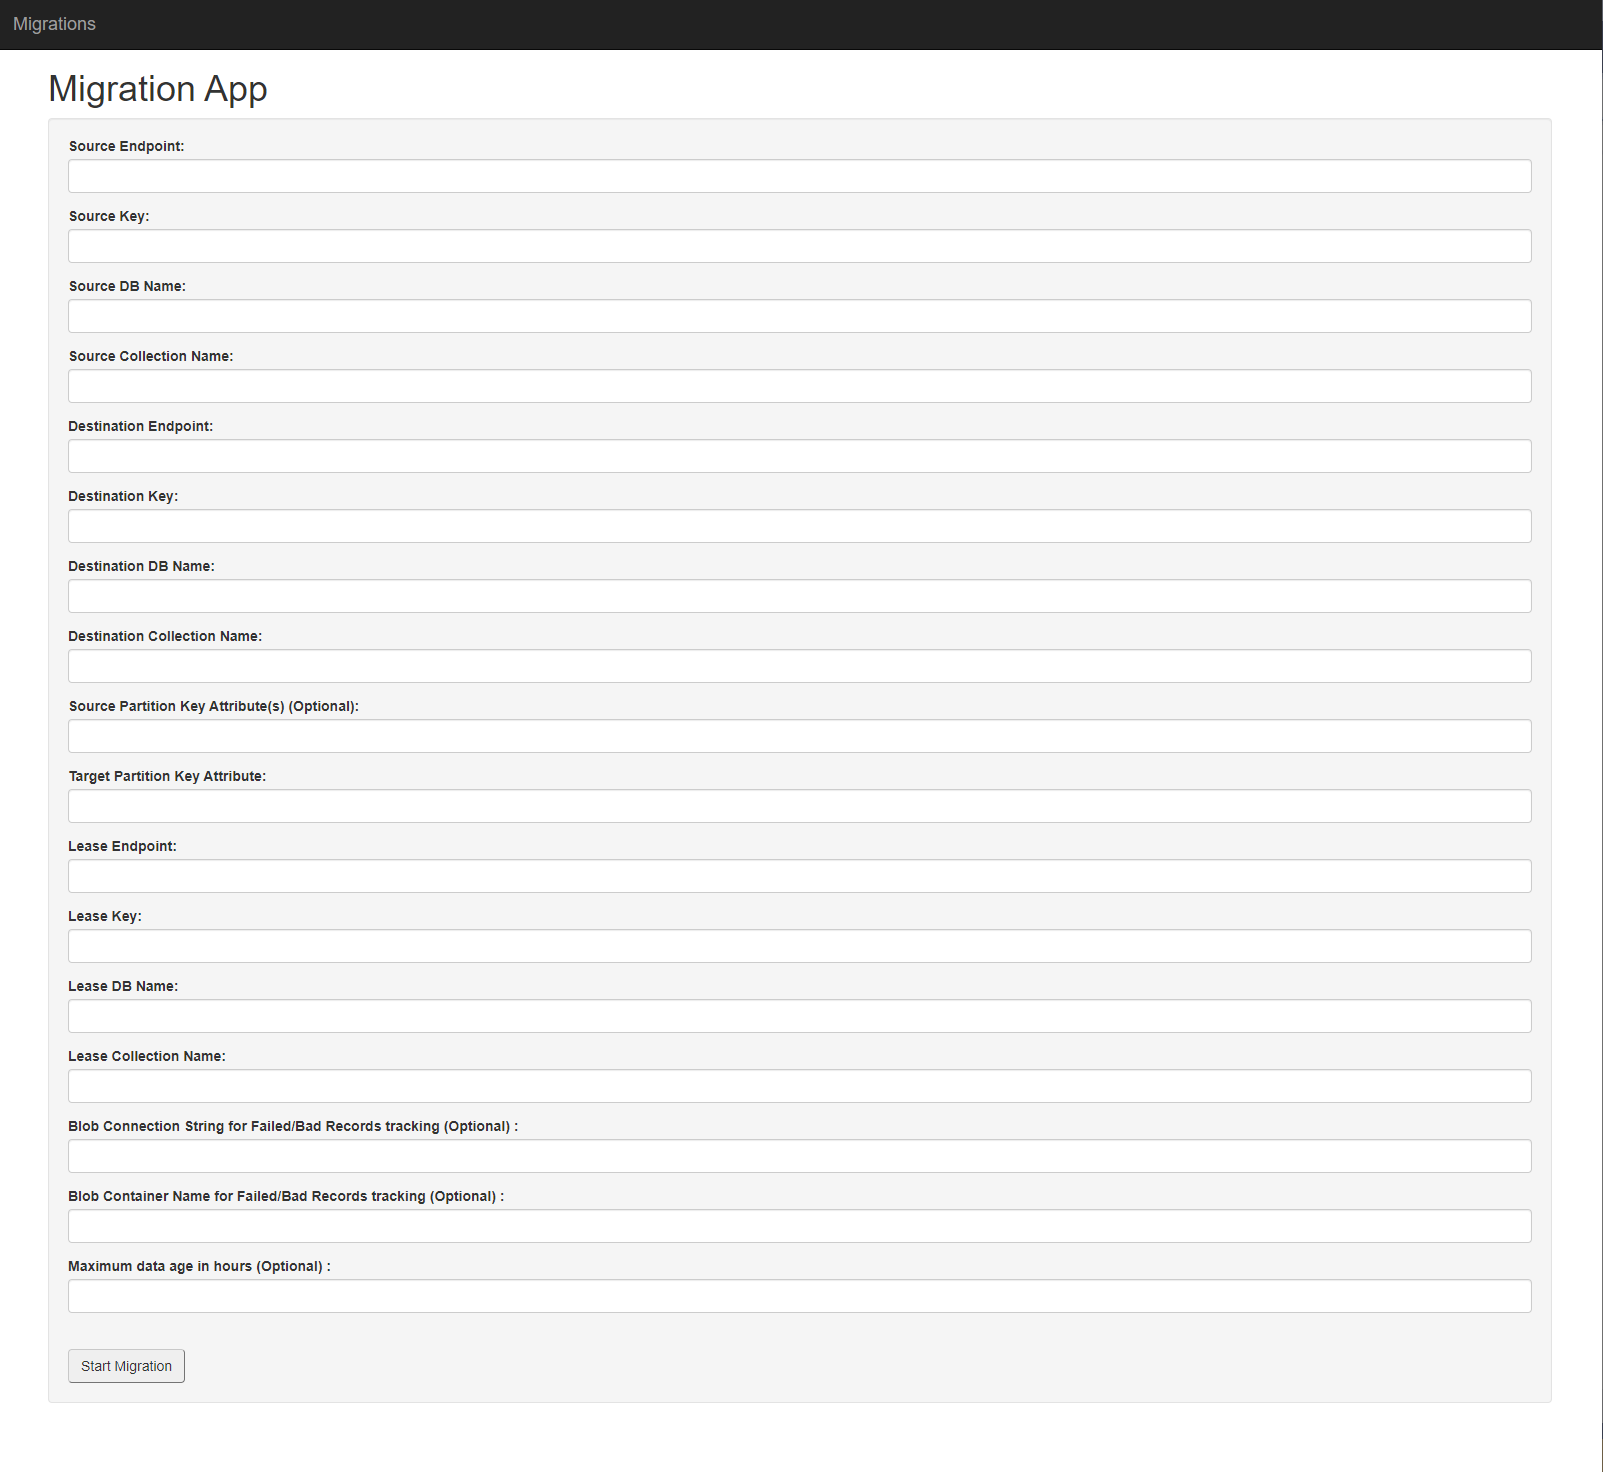 Migrations
Migration App
Source Endpoint:
Source Key:
Source DB Name:
Source Collection Name:
Destination Endpoint:
Destination Key:
Destination DB Name:
Destination Collection Name:
Source Partition Key Attribute(s) (Optional):
Target Partition Key Attribute:
Lease Endpoint:
Lease Key:
Lease DB Name:
Lease Collection Name:
Blob Connection String for Failed/Bad Records tracking (Optional) :
Blob Container Name for Failed/Bad Records tracking (Optional) :
Maximum data age in hours (Optional) :
Start Migration